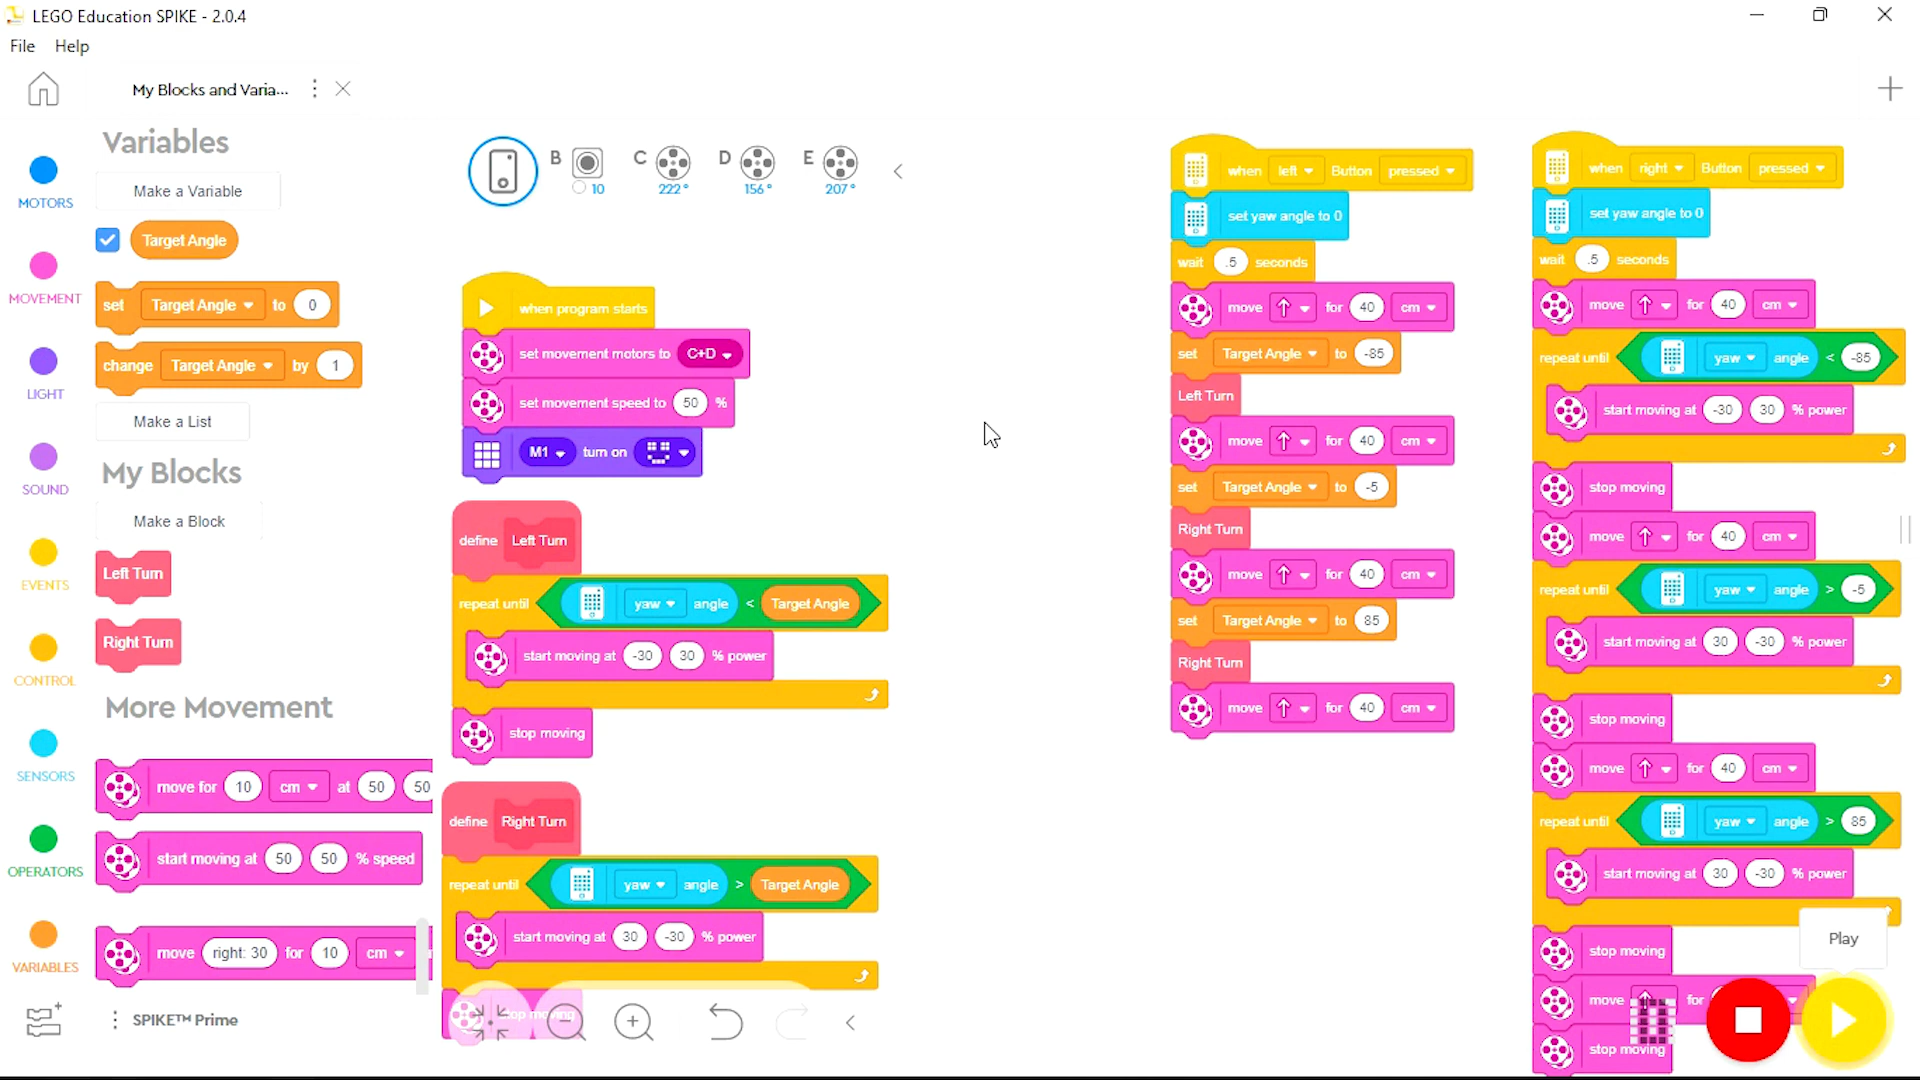 LEGO Education SPIKE - 2.0.4
File Help
My Blocks and Varia...
Variables
Make a Variable
Target Angle
set Target Angle to 0
change Target Angle by 1
Make a List
My Blocks
Make a Block
Left Turn
Right Turn
More Movement
move for 10 cm at 50 50
start moving at 50 50 % speed
move right: 30 for 10 cm
MOTORS
MOVEMENT
LIGHT
SOUND
EVENTS
CONTROL
SENSORS
OPERATORS
VARIABLES
SPIKE™ Prime
B 10
C 222°
D 156°
E 207°
when program starts
set movement motors to C+D
set movement speed to 50 %
M1 turn on
define Left Turn
repeat until yaw angle < Target Angle
start moving at -30 30 % power
stop moving
define Right Turn
repeat until yaw angle > Target Angle
start moving at 30 -30 % power
stop moving
when left Button pressed
set yaw angle to 0
wait .5 seconds
move for 40 cm
set Target Angle to -85
Left Turn
move for 40 cm
set Target Angle to -5
Right Turn
move for 40 cm
set Target Angle to 85
Right Turn
move for 40 cm
when right Button pressed
set yaw angle to 0
wait .5 seconds
move for 40 cm
repeat until yaw angle < -85
start moving at -30 30 % power
stop moving
move for 40 cm
repeat until yaw angle > -5
start moving at 30 -30 % power
stop moving
move for 40 cm
repeat until yaw angle > 85
start moving at 30 -30 % power
stop moving
move for
stop moving
Play